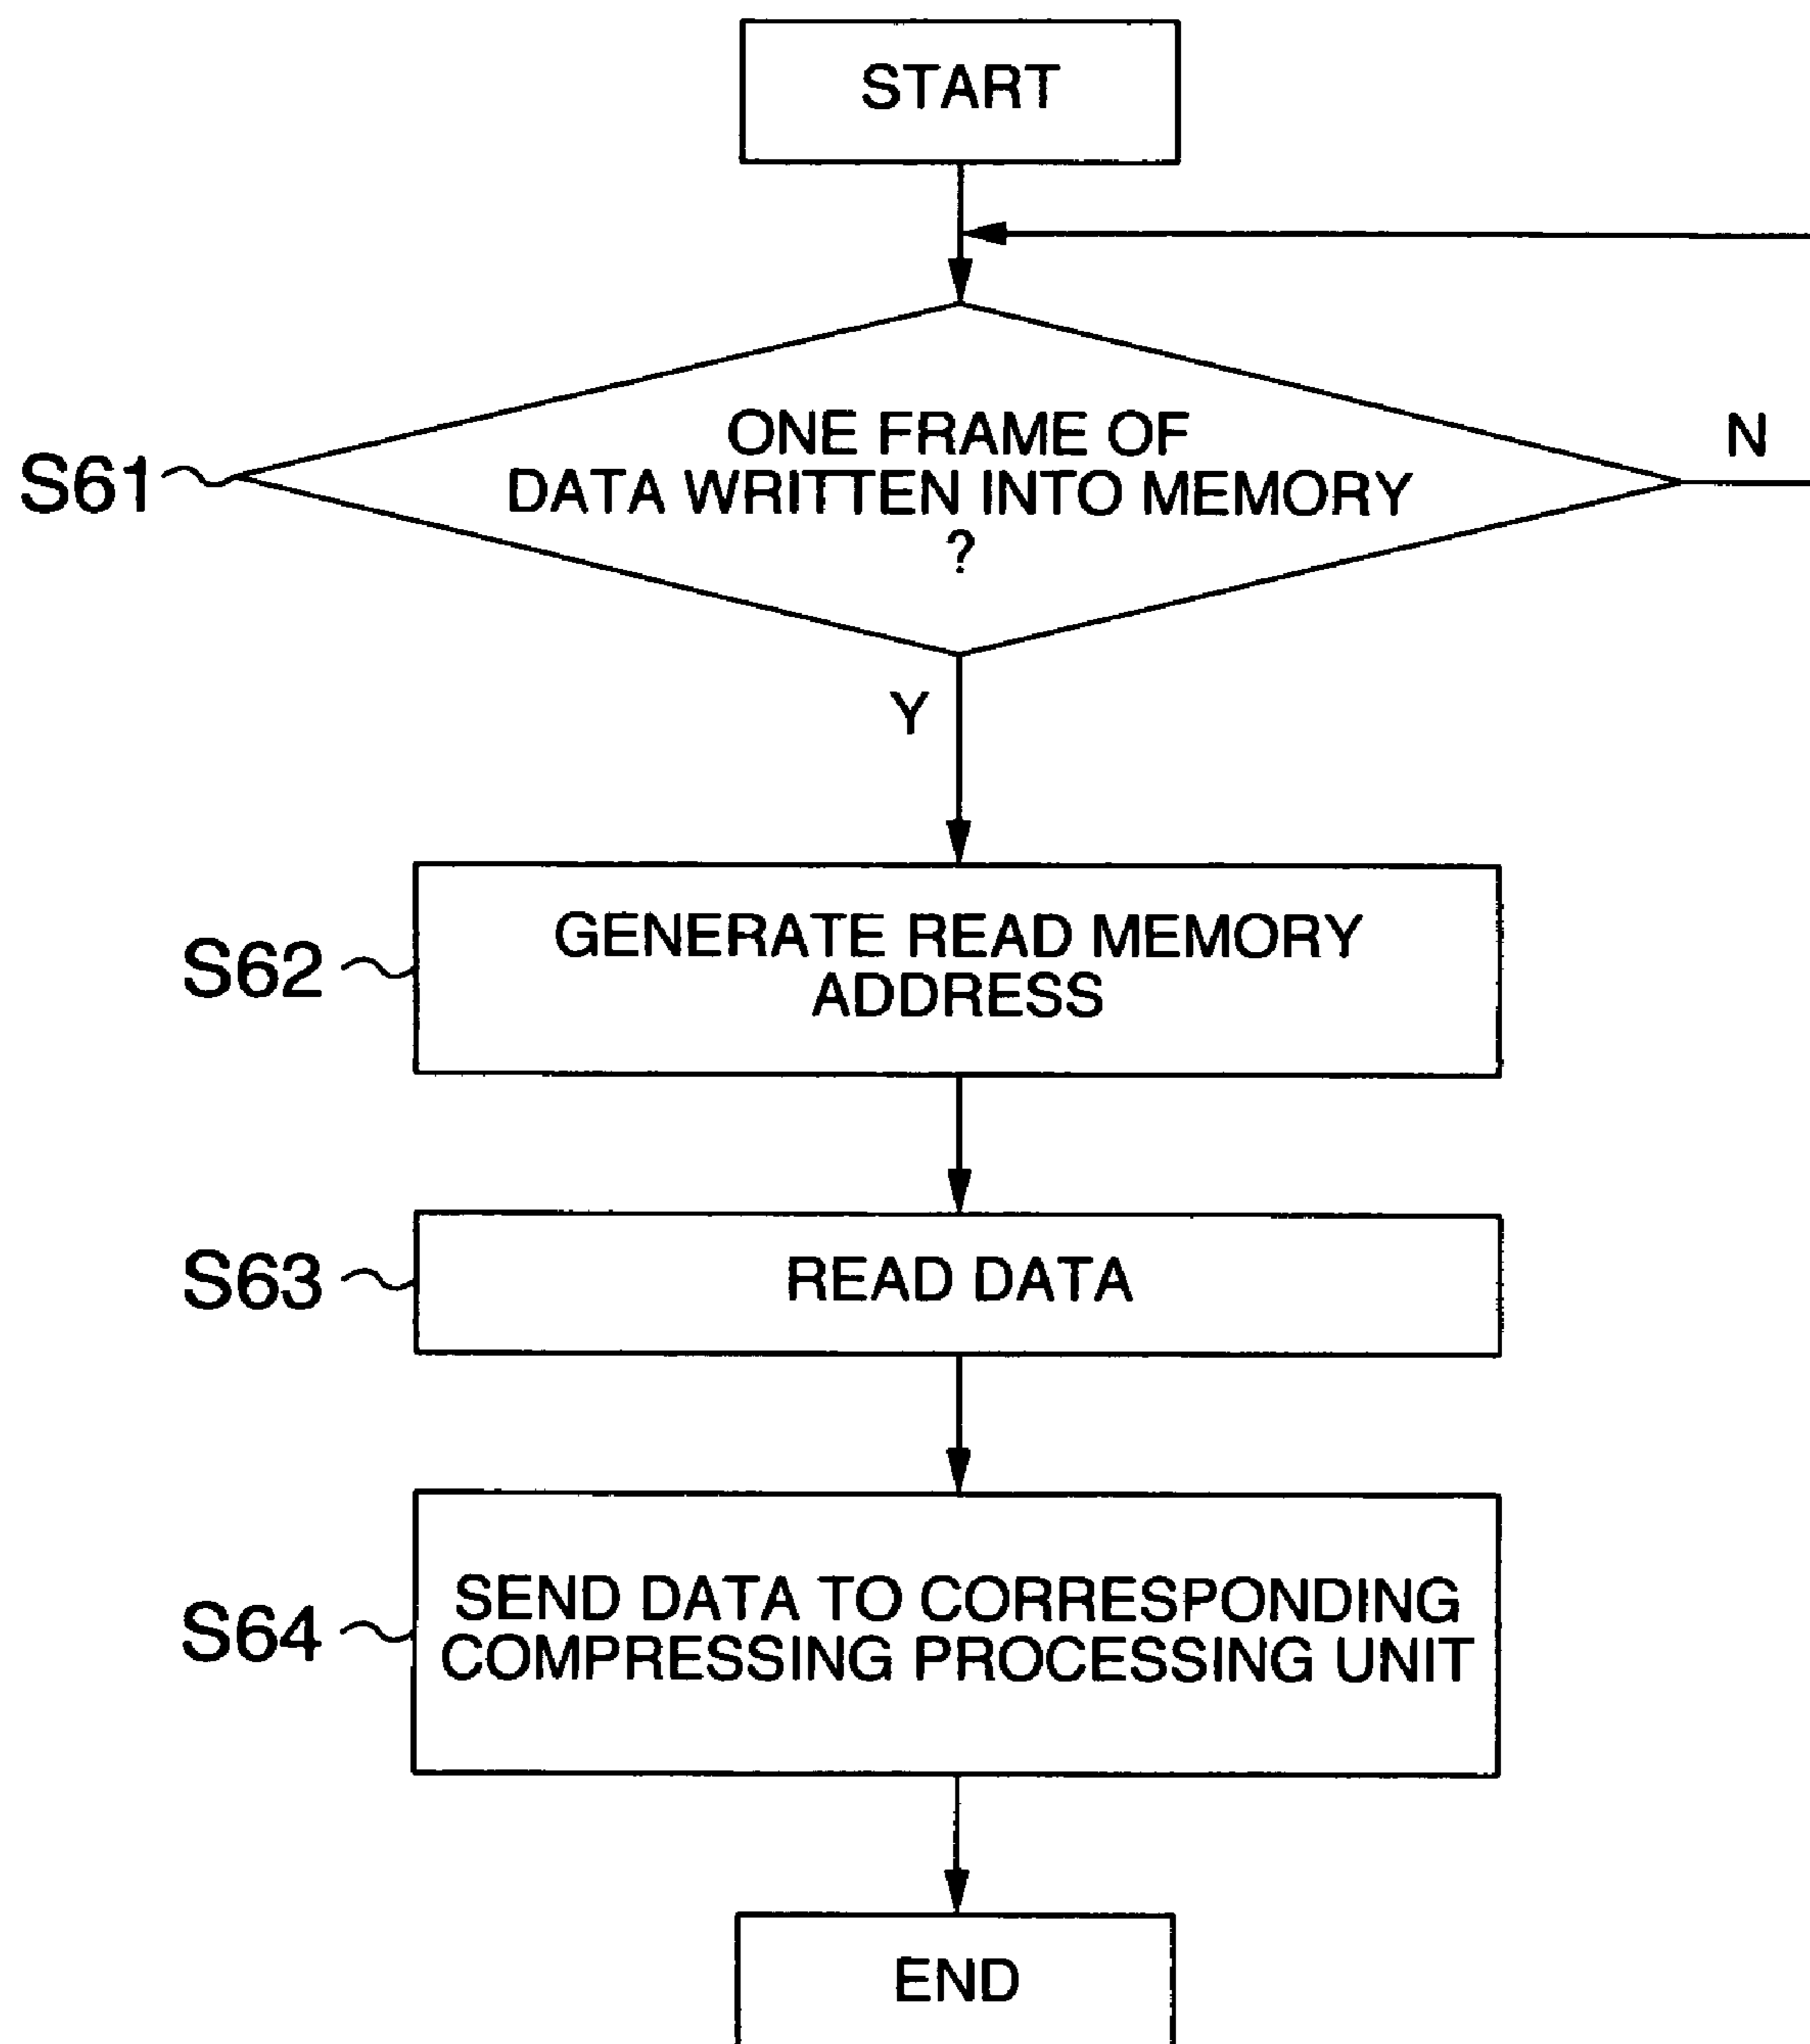 START
ONE FRAME OF
N
S61
DATA WRITTEN INTO MEMORY
?
Y
S62
GENERATE READ MEMORY
ADDRESS
S63
READ DATA
S64
SEND DATA TO CORRESPONDING
COMPRESSING PROCESSING UNIT
END